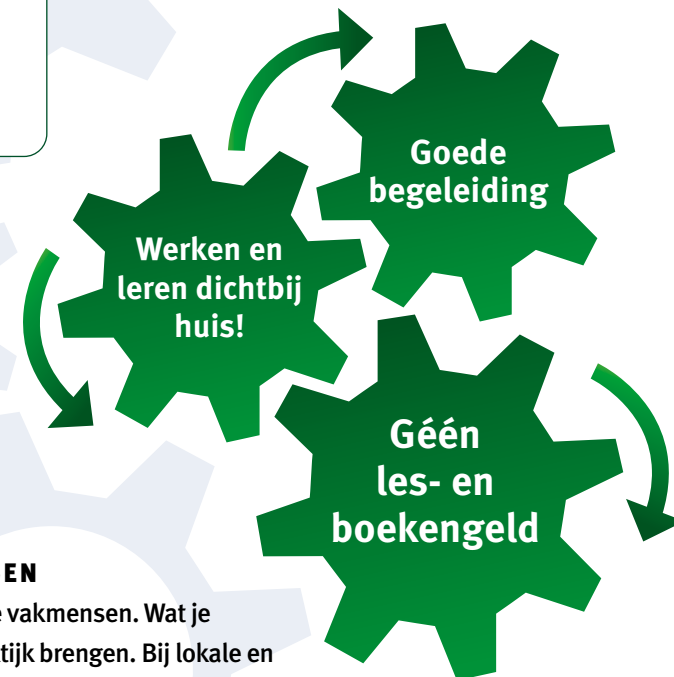 Goede
begeleiding
Werken en
leren dichtbij
huis!
Géén
les- en
boekengeld
EN
vakmensen. Wat je
brengen. Bij lokale en